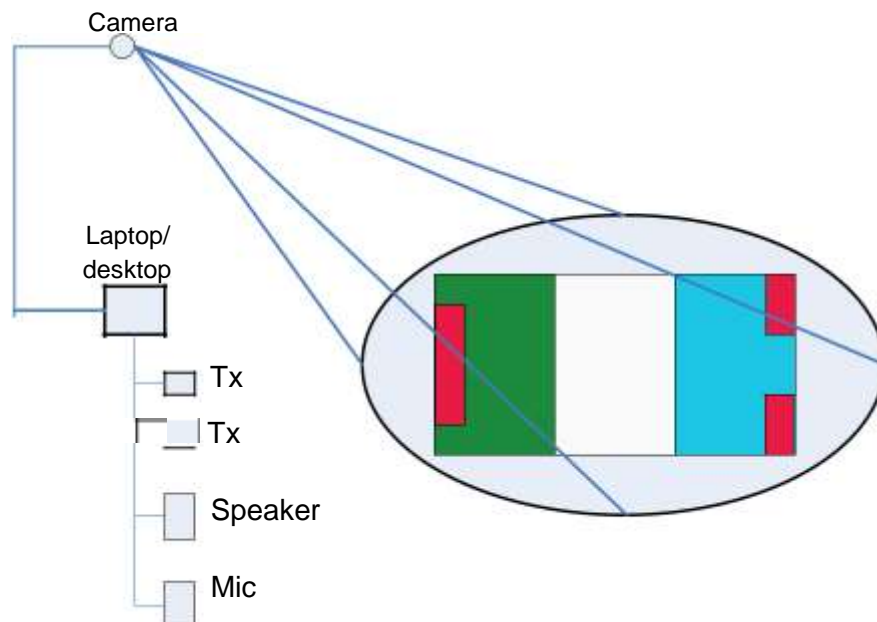 Camera
Laptop/
desktop
Tx
Tx
Speaker
Mic